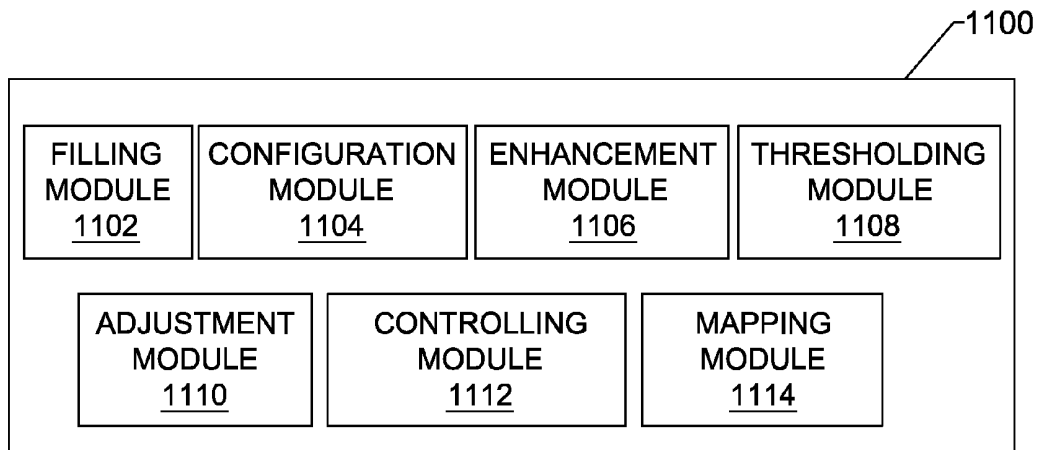 1100
FILLING
MODULE
1102
CONFIGURATION
MODULE
1104
ENHANCEMENT
MODULE
1106
THRESHOLDING
MODULE
1108
ADJUSTMENT
MODULE
1110
CONTROLLING
MODULE
1112
MAPPING
MODULE
1114